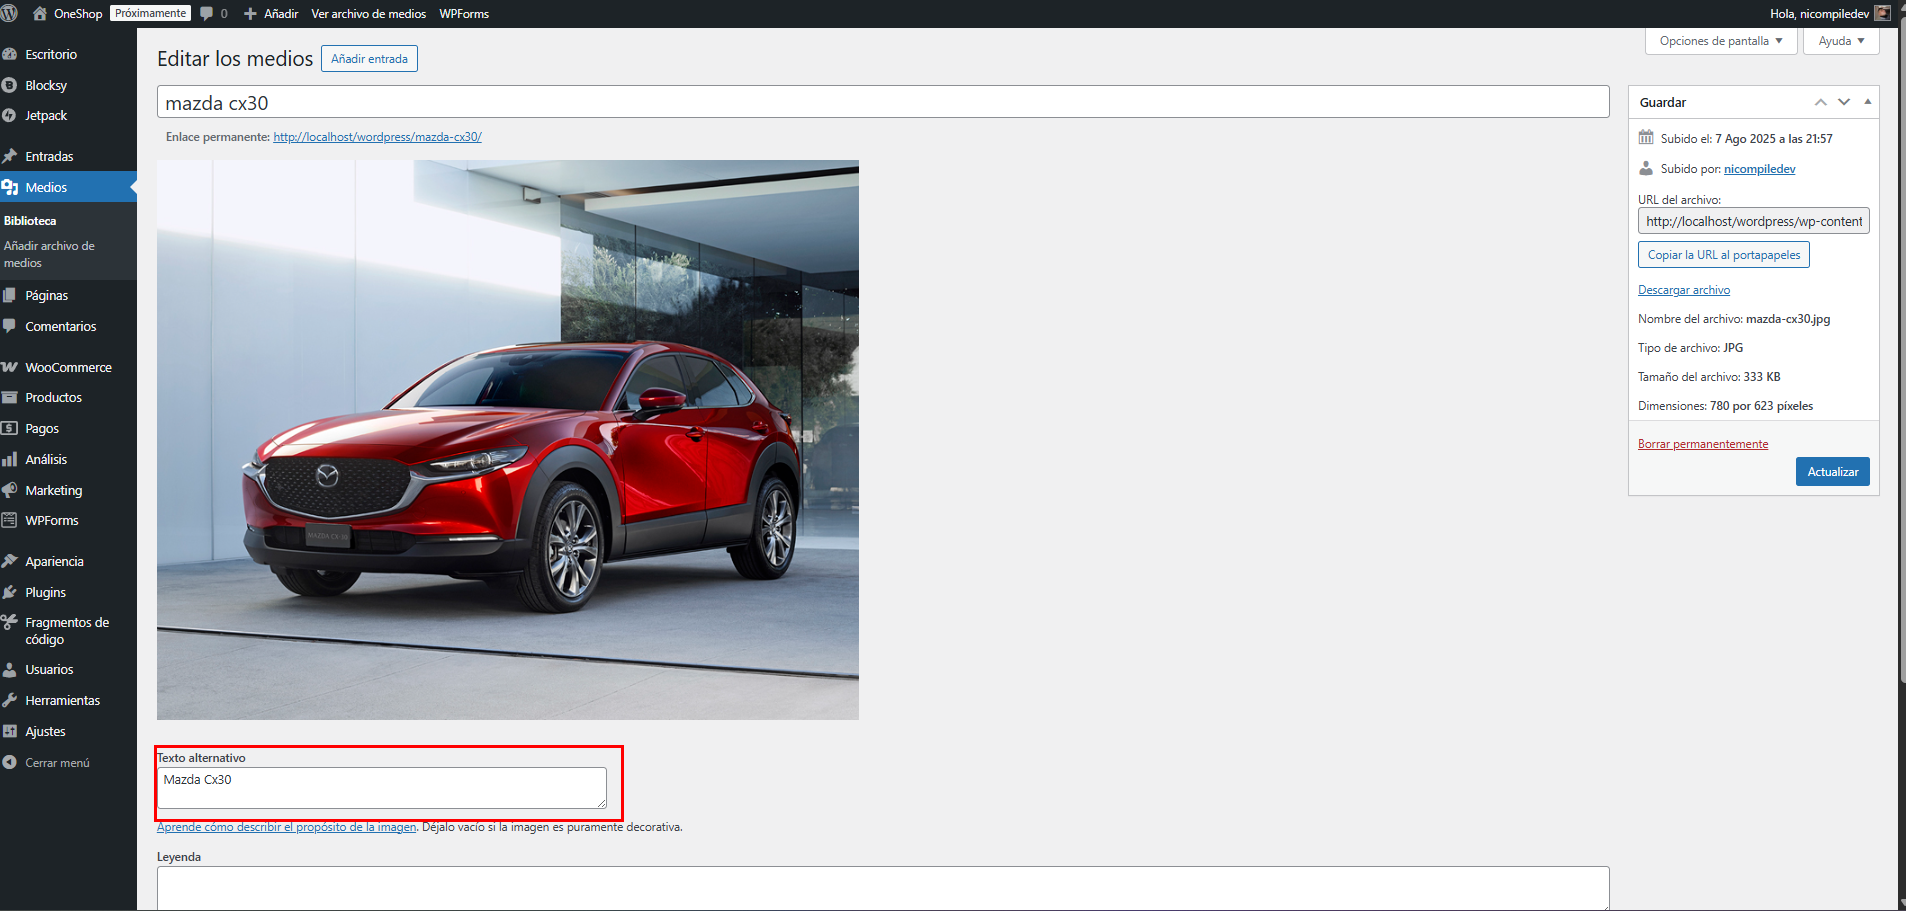 OneShop
Próximamente
0
Añadir
Ver archivo de medios
WPForms
Hola, nicompiledev
Escritorio
Blocksy
Jetpack
Entradas
Medios
Biblioteca
Añadir archivo de
medios
Páginas
Comentarios
WooCommerce
Productos
Pagos
Análisis
Marketing
WPForms
Apariencia
Plugins
Fragmentos de
código
Usuarios
Herramientas
Ajustes
Cerrar menú
Opciones de pantalla
Ayuda
Editar los medios
Añadir entrada
mazda cx30
Enlace permanente: http://localhost/wordpress/mazda-cx30/
MAZDA CX-30
Texto alternativo
Mazda Cx30
Aprende cómo describir el propósito de la imagen. Déjalo vacío si la imagen es puramente decorativa.
Leyenda
Guardar
Subido el: 7 Ago 2025 a las 21:57
Subido por: nicompiledev
URL del archivo:
http://localhost/wordpress/wp-content
Copiar la URL al portapapeles
Descargar archivo
Nombre del archivo: mazda-cx30.jpg
Tipo de archivo: JPG
Tamaño del archivo: 333 KB
Dimensiones: 780 por 623 píxeles
Borrar permanentemente
Actualizar